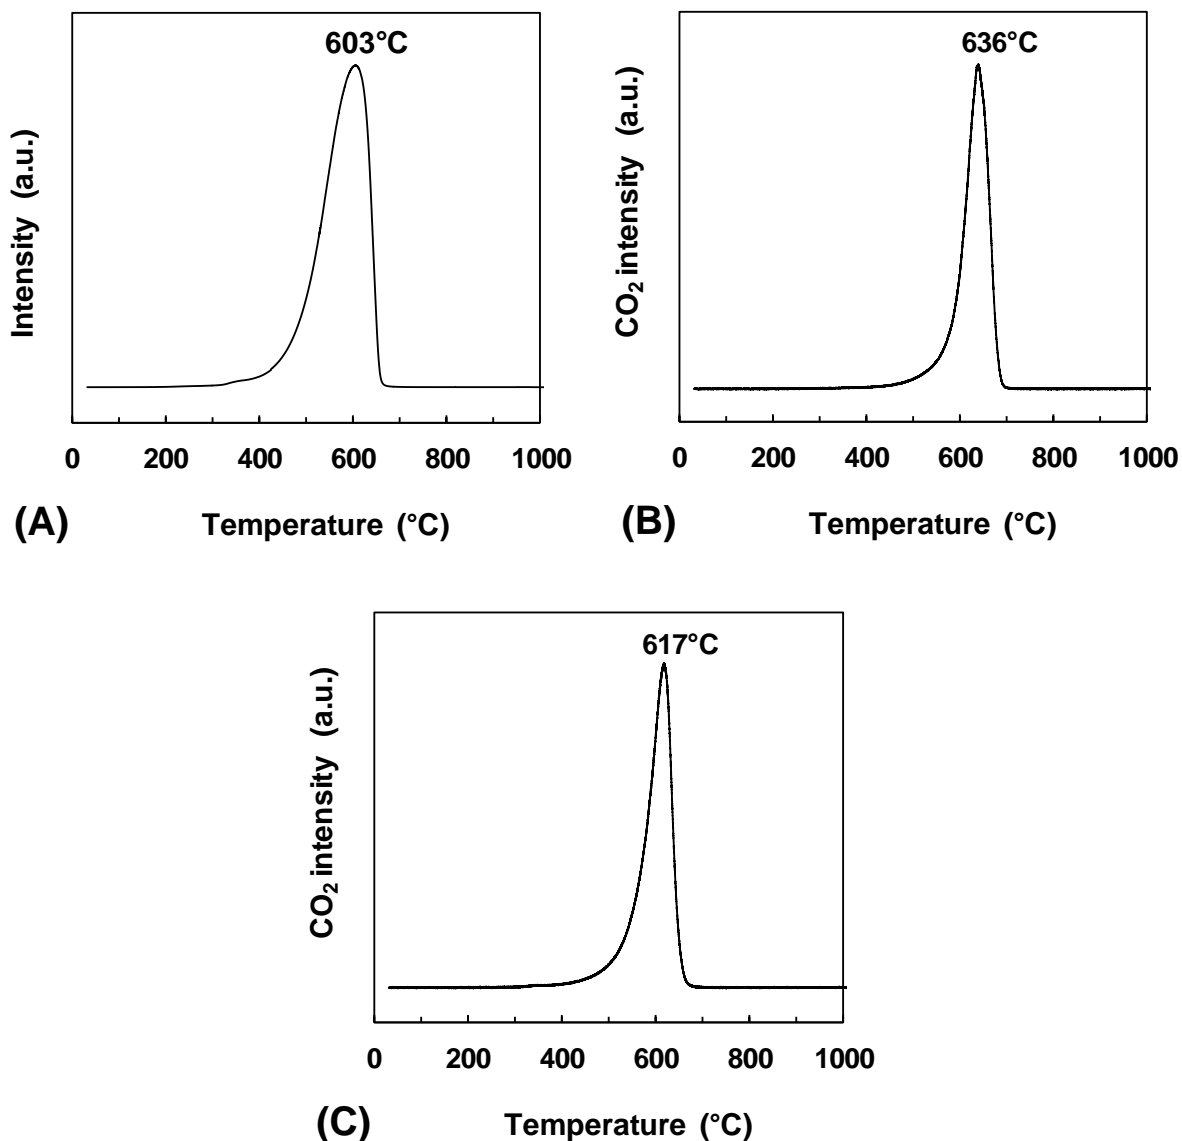 603°C
Intensity (a.u.)
0 200 400 600 800 1000
(A) Temperature (°C)
636°C
CO₂ intensity (a.u.)
0 200 400 600 800 1000
(B) Temperature (°C)
617°C
CO₂ intensity (a.u.)
0 200 400 600 800 1000
(C) Temperature (°C)